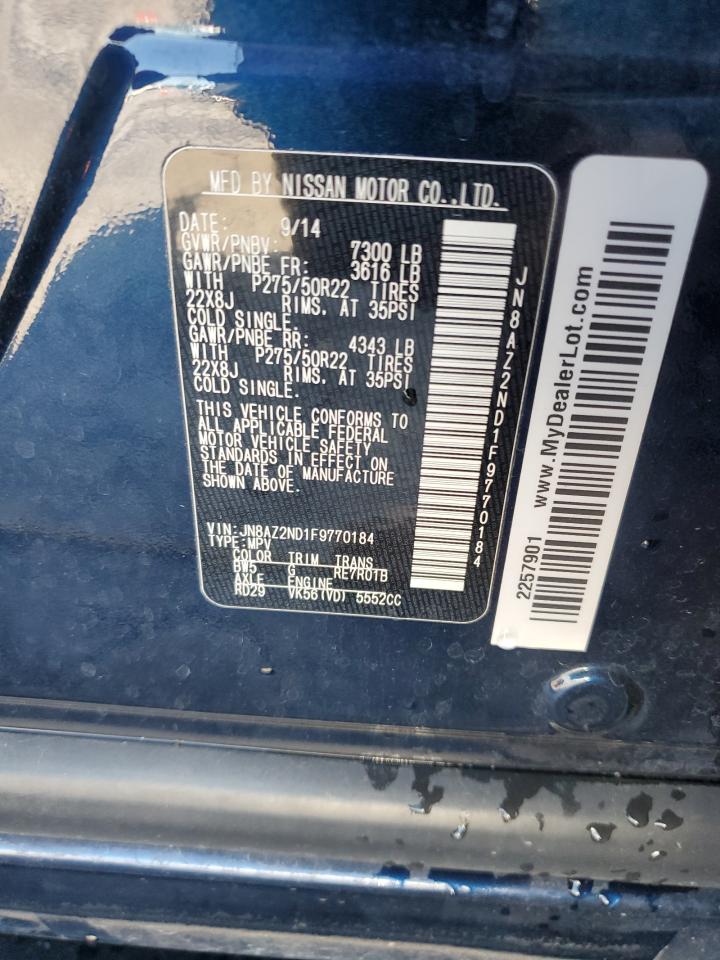 MFD BY NISSAN MOTOR CO.,LTD.
DATE: 9/14
GVWR/PNBV: 7300 LB
GAWR/PNBE FR: 3616 LB
WITH P275/50R22 TIRES
22X8J RIMS. AT 35PSI
COLD SINGLE.
GAWR/PNBE RR: 4343 LB
WITH P275/50R22 TIRES
22X8J RIMS. AT 35PSI
COLD SINGLE.
THIS VEHICLE CONFORMS TO
ALL APPLICABLE FEDERAL
MOTOR VEHICLE SAFETY
STANDARDS IN EFFECT ON
THE DATE OF MANUFACTURE
SHOWN ABOVE.
VIN:JN8AZ2ND1F9770184
TYPE:MPV
COLOR TRIM TRANS
BW5 G RE7R01B
AXLE ENGINE
RD29 VK56(VD) 5552CC
JN8AZ2ND1F9770184
2257901 www.MyDealerLot.com